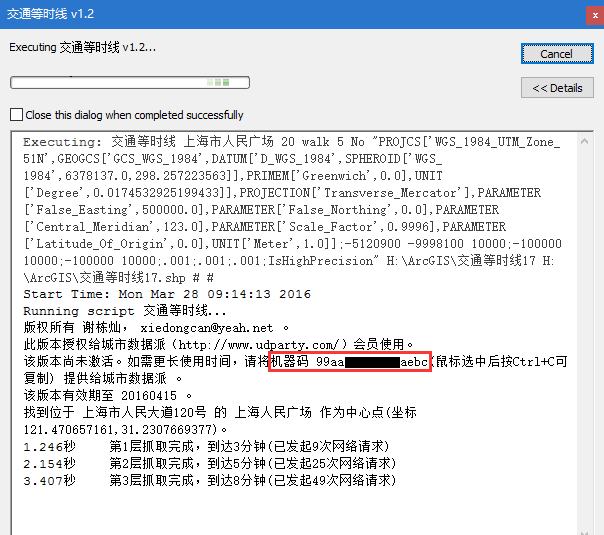 交通等时线 v1.2
Executing 交通等时线 v1.2...
Cancel
<< Details
Close this dialog when completed successfully
Executing: 交通等时线 上海市人民广场 20 walk 5 No "PROJCS['WGS_1984_UTM_Zone_
51N',GEOGCS['GCS_WGS_1984',DATUM['D_WGS_1984',SPHEROID['WGS_
1984',6378137.0,298.257223563]],PRIMEM['Greenwich',0.0],UNIT
['Degree',0.0174532925199433]],PROJECTION['Transverse_Mercator'],PARAMETER
['False_Easting',500000.0],PARAMETER['False_Northing',0.0],PARAMETER
['Central_Meridian',123.0],PARAMETER['Scale_Factor',0.9996],PARAMETER
['Latitude_Of_Origin',0.0],UNIT['Meter',1.0]];-5120900 -9998100 10000;-100000
10000;-100000 10000;.001;.001;.001;IsHighPrecision" H:\ArcGIS\交通等时线17 H:
\ArcGIS\交通等时线17.shp # #
Start Time: Mon Mar 28 09:14:13 2016
Running script 交通等时线...
版权所有 谢栋灿， xiedongcan@yeah.net 。
此版本授权给城市数据派（http://www.udparty.com/）会员使用。
该版本尚未激活。如需更长使用时间，请将机器码 99aa aebc(鼠标选中后按Ctrl+C可
复制) 提供给城市数据派 。
该版本有效期至 20160415 。
找到位于 上海市人民大道120号 的 上海人民广场 作为中心点(坐标
121.470657161,31.2307669377)。
1.246秒 第1层抓取完成，到达3分钟(已发起9次网络请求)
2.154秒 第2层抓取完成，到达5分钟(已发起25次网络请求)
3.407秒 第3层抓取完成，到达8分钟(已发起49次网络请求)